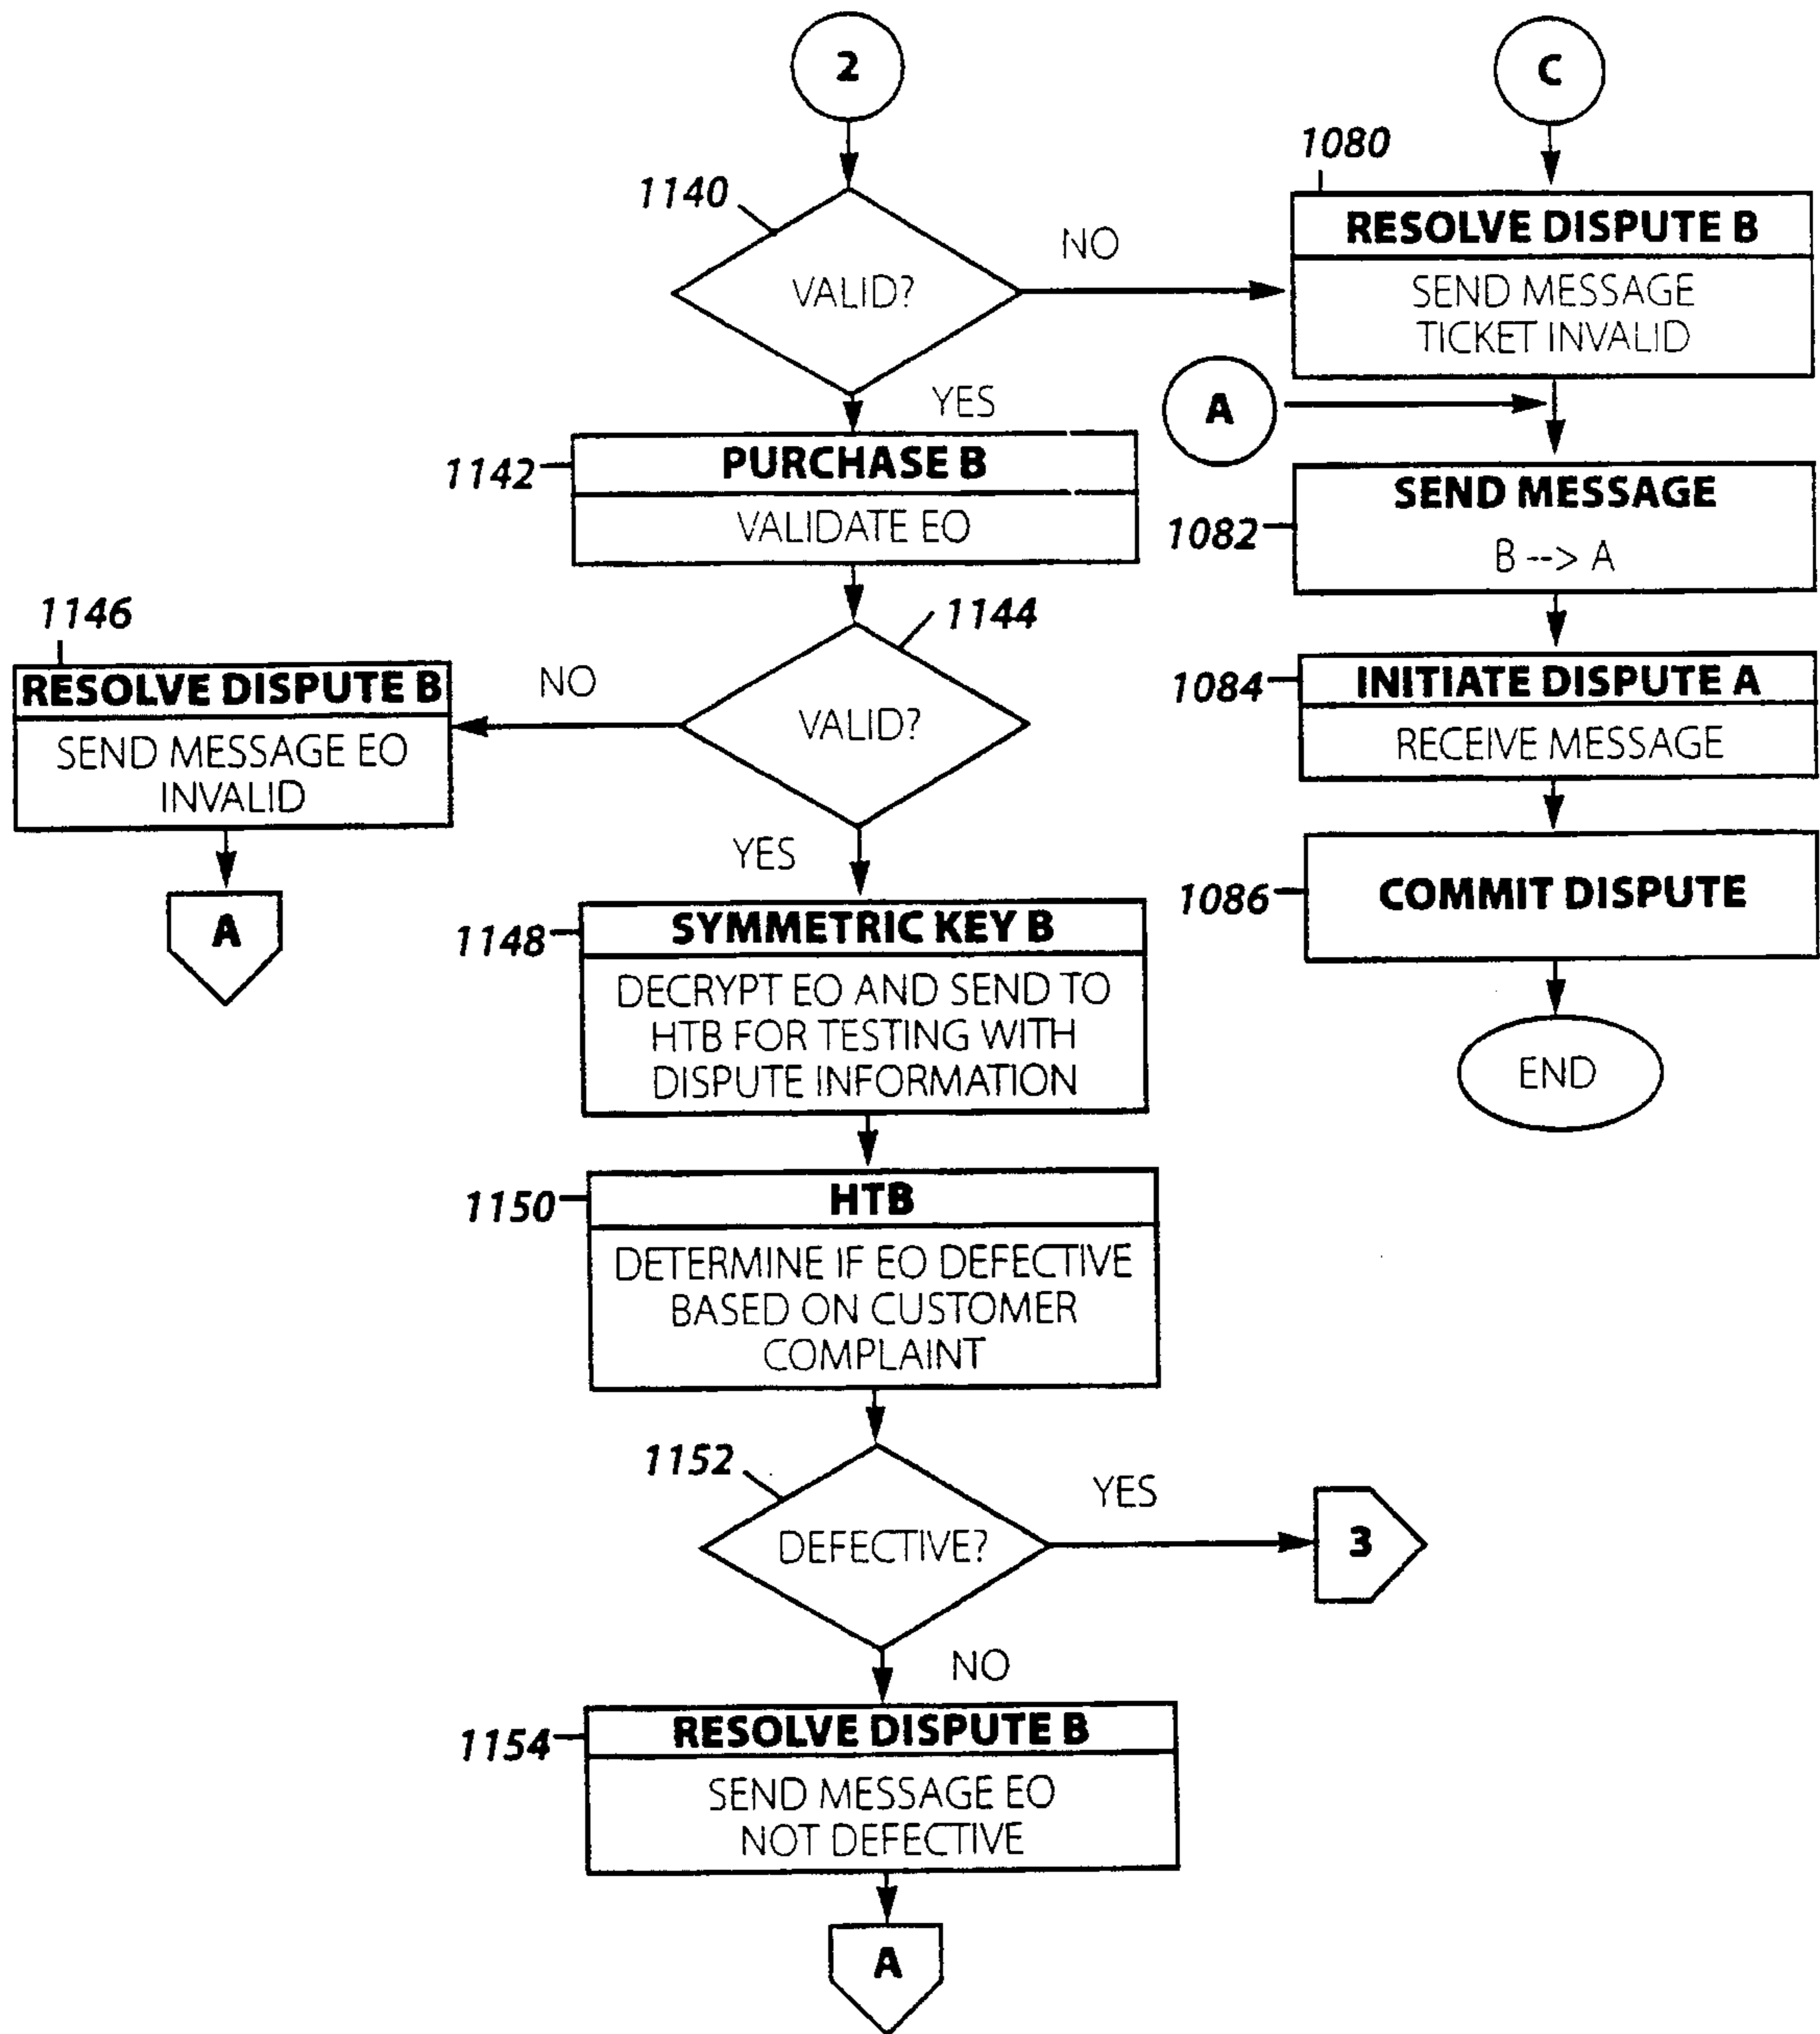 2
C
1080
1140
RESOLVE DISPUTE B
NO
VALID?
SEND MESSAGE
TICKET INVALID
YES
A
PURCHASE B
1142
VALIDATE EO
SEND MESSAGE
1082
B --> A
1146
1144
RESOLVE DISPUTE B
NO
VALID?
SEND MESSAGE EO
INVALID
1084
INITIATE DISPUTE A
RECEIVE MESSAGE
YES
A
1086
COMMIT DISPUTE
1148
SYMMETRIC KEY B
DECRYPT EO AND SEND TO
HTB FOR TESTING WITH
DISPUTE INFORMATION
END
1150
HTB
DETERMINE IF EO DEFECTIVE
BASED ON CUSTOMER
COMPLAINT
1152
YES
DEFECTIVE?
3
NO
1154
RESOLVE DISPUTE B
SEND MESSAGE EO
NOT DEFECTIVE
A